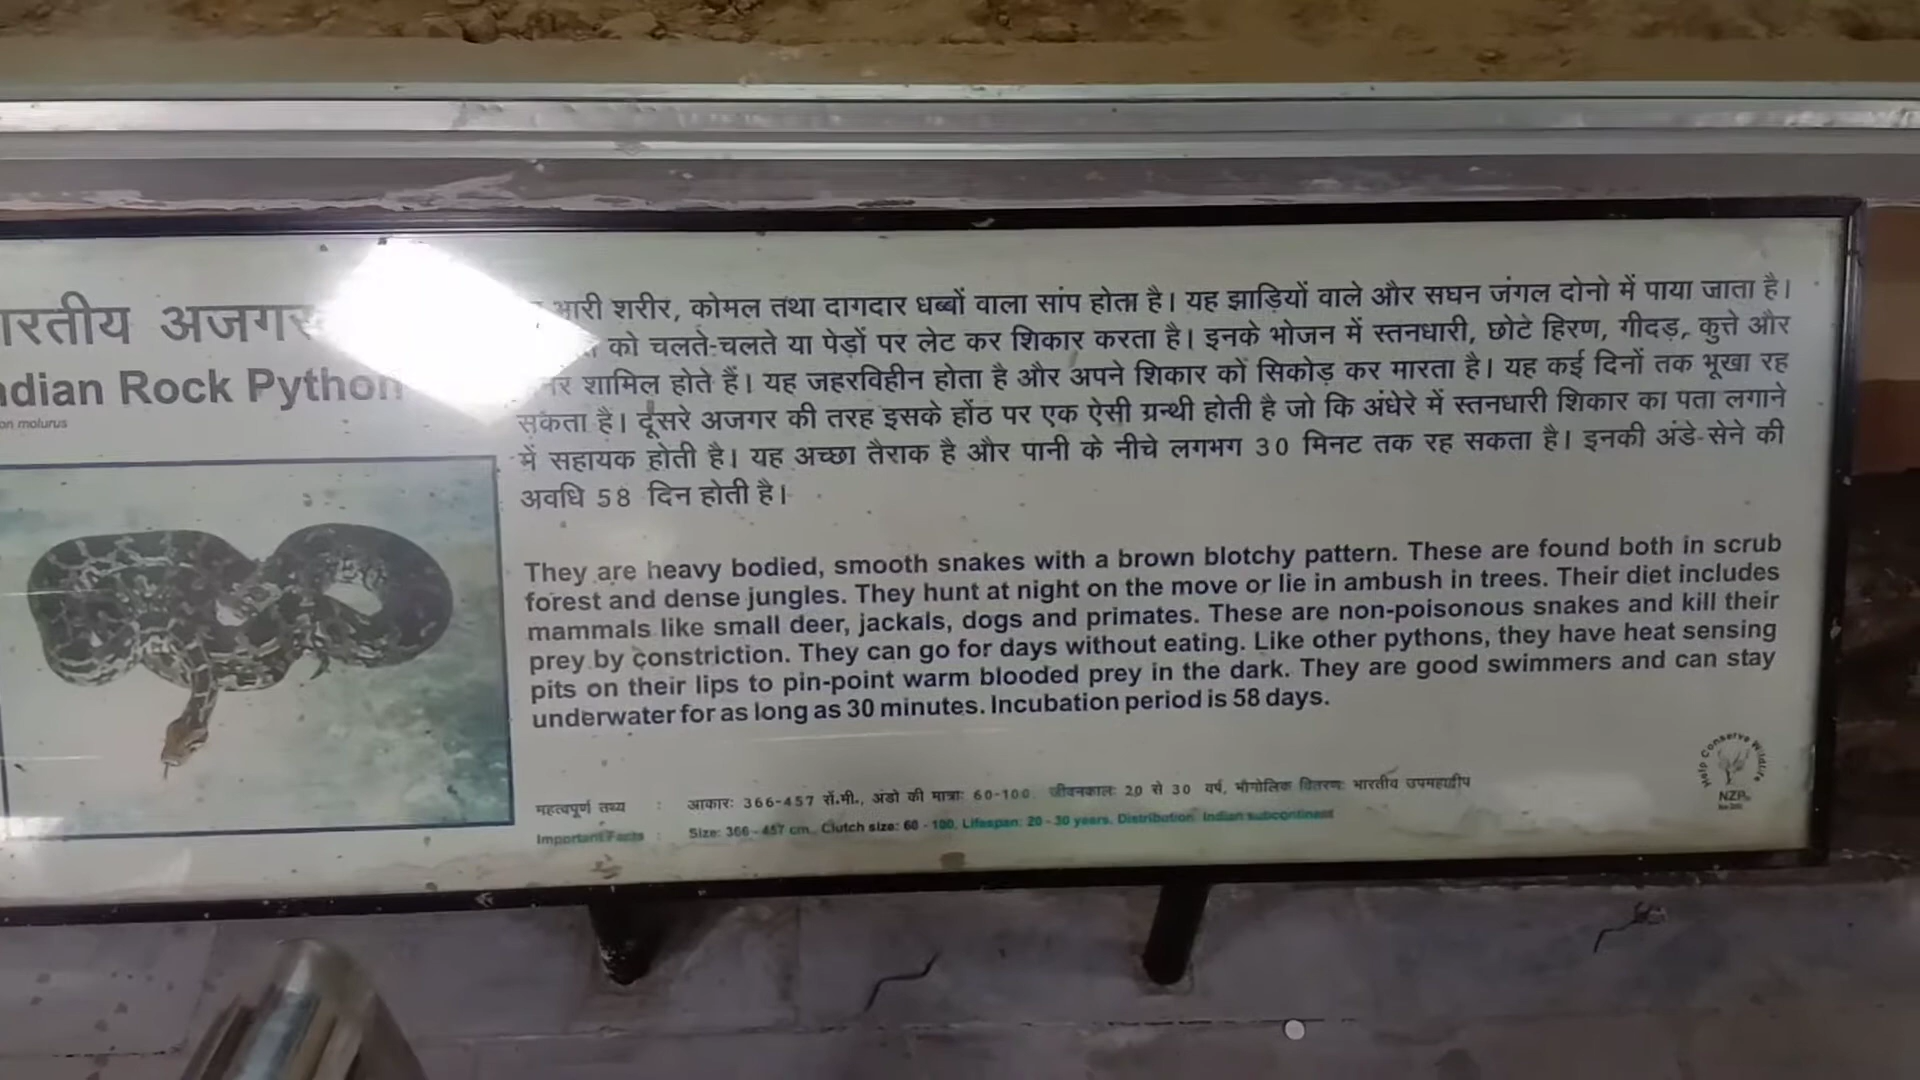 रतीय अजगर
ndian Rock Python
on molurus
भारी शरीर, कोमल तथा दागदार धब्बों वाला सांप होता है। यह झाड़ियों वाले और सघन जंगल दोनो में पाया जाता है।
को चलते-चलते या पेड़ों पर लेट कर शिकार करता है। इनके भोजन में स्तनधारी, छोटे हिरण, गीदड़, कुत्ते और
शामिल होते हैं। यह जहरविहीन होता है और अपने शिकार को सिकोड़ कर मारता है। यह कई दिनों तक भूखा रह
सकता है। दूसरे अजगर की तरह इसके होंठ पर एक ऐसी ग्रन्थी होती है जो कि अंधेरे में स्तनधारी शिकार का पता लगाने
में सहायक होती है। यह अच्छा तैराक है और पानी के नीचे लगभग 30 मिनट तक रह सकता है। इनकी अंडे-सेने की
अवधि 58 दिन होती है।
They are heavy bodied, smooth snakes with a brown blotchy pattern. These are found both in scrub
forest and dense jungles. They hunt at night on the move or lie in ambush in trees. Their diet includes
mammals like small deer, jackals, dogs and primates. These are non-poisonous snakes and kill their
prey by constriction. They can go for days without eating. Like other pythons, they have heat sensing
pits on their lips to pin-point warm blooded prey in the dark. They are good swimmers and can stay
underwater for as long as 30 minutes. Incubation period is 58 days.
महत्वपूर्ण तथ्य : आकारः 366-457 सें.मी., अंडो की मात्राः 60-100. जीवनकालः 20 से 30 वर्ष, भौगोलिक वितरणः भारतीय उपमहाद्वीप
Important Facts : Size: 366 - 457 cm., Clutch size: 60 - 100, Lifespan: 20 - 30 years. Distribution: Indian subcontinent
Help Conserve Wildlife
NZP